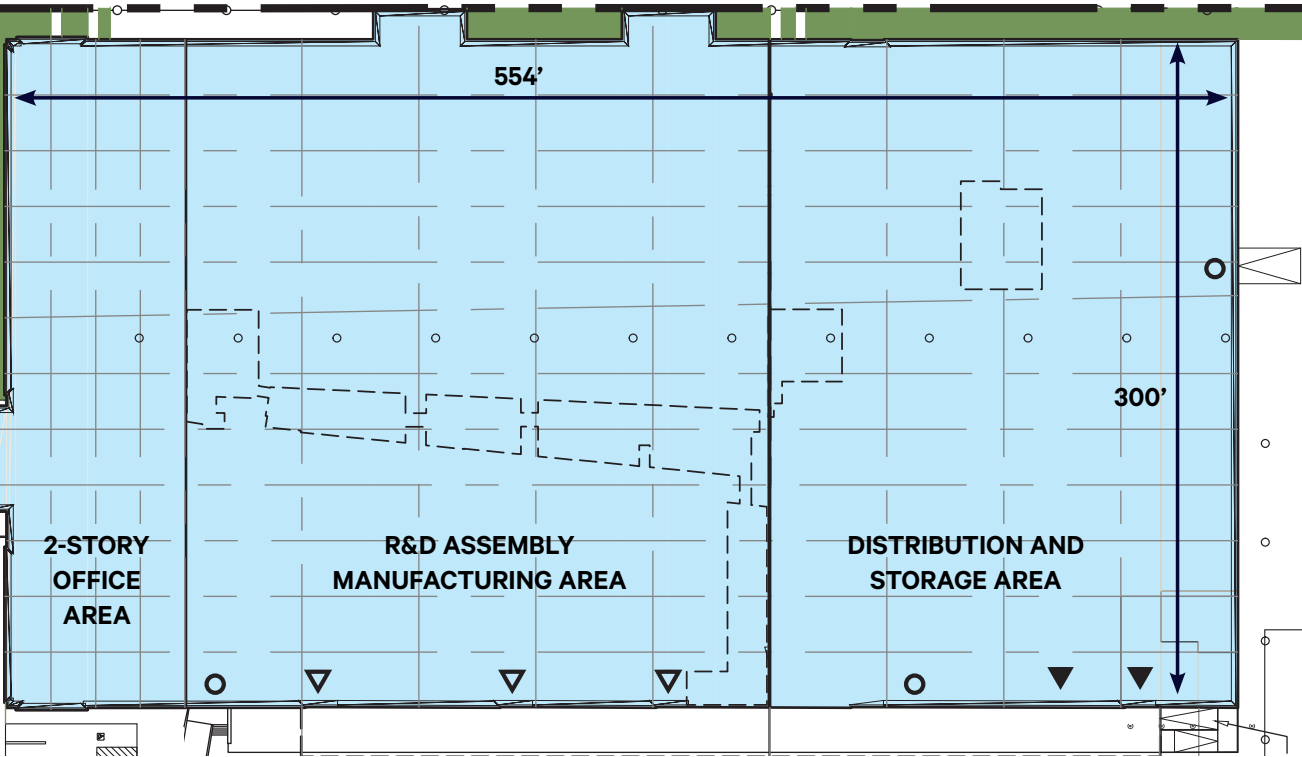 554’
300’
2-STORY
OFFICE
AREA
R&D ASSEMBLY
MANUFACTURING AREA
DISTRIBUTION AND
STORAGE AREA